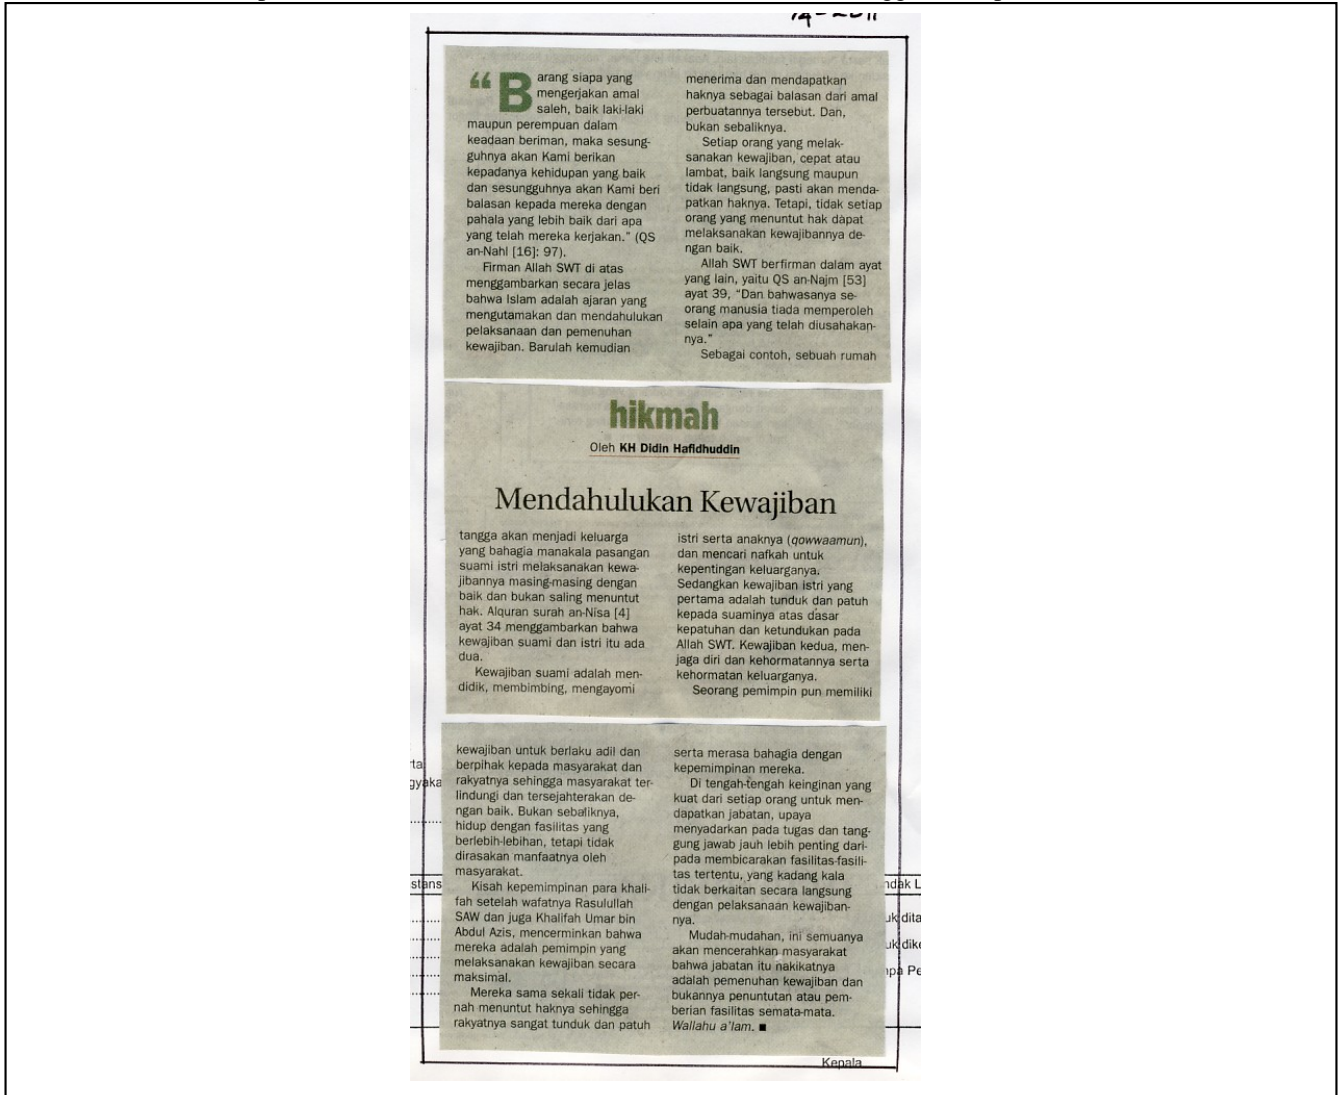 “Barang siapa yang
mengerjakan amal
saleh, baik laki-laki
maupun perempuan dalam
keadaan beriman, maka sesung-
guhnya akan Kami berikan
kepadanya kehidupan yang baik
dan sesungguhnya akan Kami beri
balasan kepada mereka dengan
pahala yang lebih baik dari apa
yang telah mereka kerjakan.” (QS
an-Nahl [16]: 97).
Firman Allah SWT di atas
menggambarkan secara jelas
bahwa Islam adalah ajaran yang
mengutamakan dan mendahulukan
pelaksanaan dan pemenuhan
kewajiban. Barulah kemudian
menerima dan mendapatkan
haknya sebagai balasan dari amal
perbuatannya tersebut. Dan,
bukan sebaliknya.
Setiap orang yang melak-
sanakan kewajiban, cepat atau
lambat, baik langsung maupun
tidak langsung, pasti akan menda-
patkan haknya. Tetapi, tidak setiap
orang yang menuntut hak dapat
melaksanakan kewajibannya de-
ngan baik.
Allah SWT berfirman dalam ayat
yang lain, yaitu QS an-Najm [53]
ayat 39, “Dan bahwasanya se-
orang manusia tiada memperoleh
selain apa yang telah diusahakan-
nya.”
Sebagai contoh, sebuah rumah
hikmah
Oleh KH Didin Hafidhuddin
Mendahulukan Kewajiban
tangga akan menjadi keluarga
yang bahagia manakala pasangan
suami istri melaksanakan kewa-
jibannya masing-masing dengan
baik dan bukan saling menuntut
hak. Alquran surah an-Nisa [4]
ayat 34 menggambarkan bahwa
kewajiban suami dan istri itu ada
dua.
Kewajiban suami adalah men-
didik, membimbing, mengayomi
istri serta anaknya (qowwaamun),
dan mencari nafkah untuk
kepentingan keluarganya.
Sedangkan kewajiban istri yang
pertama adalah tunduk dan patuh
kepada suaminya atas dasar
kepatuhan dan ketundukan pada
Allah SWT. Kewajiban kedua, men-
jaga diri dan kehormatannya serta
kehormatan keluarganya.
Seorang pemimpin pun memiliki
kewajiban untuk berlaku adil dan
berpihak kepada masyarakat dan
rakyatnya sehingga masyarakat ter-
lindungi dan tersejahterakan de-
ngan baik. Bukan sebaliknya,
hidup dengan fasilitas yang
berlebih-lebihan, tetapi tidak
dirasakan manfaatnya oleh
masyarakat.
Kisah kepemimpinan para khali-
fah setelah wafatnya Rasulullah
SAW dan juga Khalifah Umar bin
Abdul Azis, mencerminkan bahwa
mereka adalah pemimpin yang
melaksanakan kewajiban secara
maksimal.
Mereka sama sekali tidak per-
nah menuntut haknya sehingga
rakyatnya sangat tunduk dan patuh
serta merasa bahagia dengan
kepemimpinan mereka.
Di tengah-tengah keinginan yang
kuat dari setiap orang untuk men-
dapatkan jabatan, upaya
menyadarkan pada tugas dan tang-
gung jawab jauh lebih penting dari-
pada membicarakan fasilitas-fasili-
tas tertentu, yang kadang kala
tidak berkaitan secara langsung
dengan pelaksanaan kewajiban-
nya.
Mudah-mudahan, ini semuanya
akan mencerahkan masyarakat
bahwa jabatan itu nakikatnya
adalah pemenuhan kewajiban dan
bukannya penuntutan atau pem-
berian fasilitas semata-mata.
Wallahu a’lam. ■
Kepala